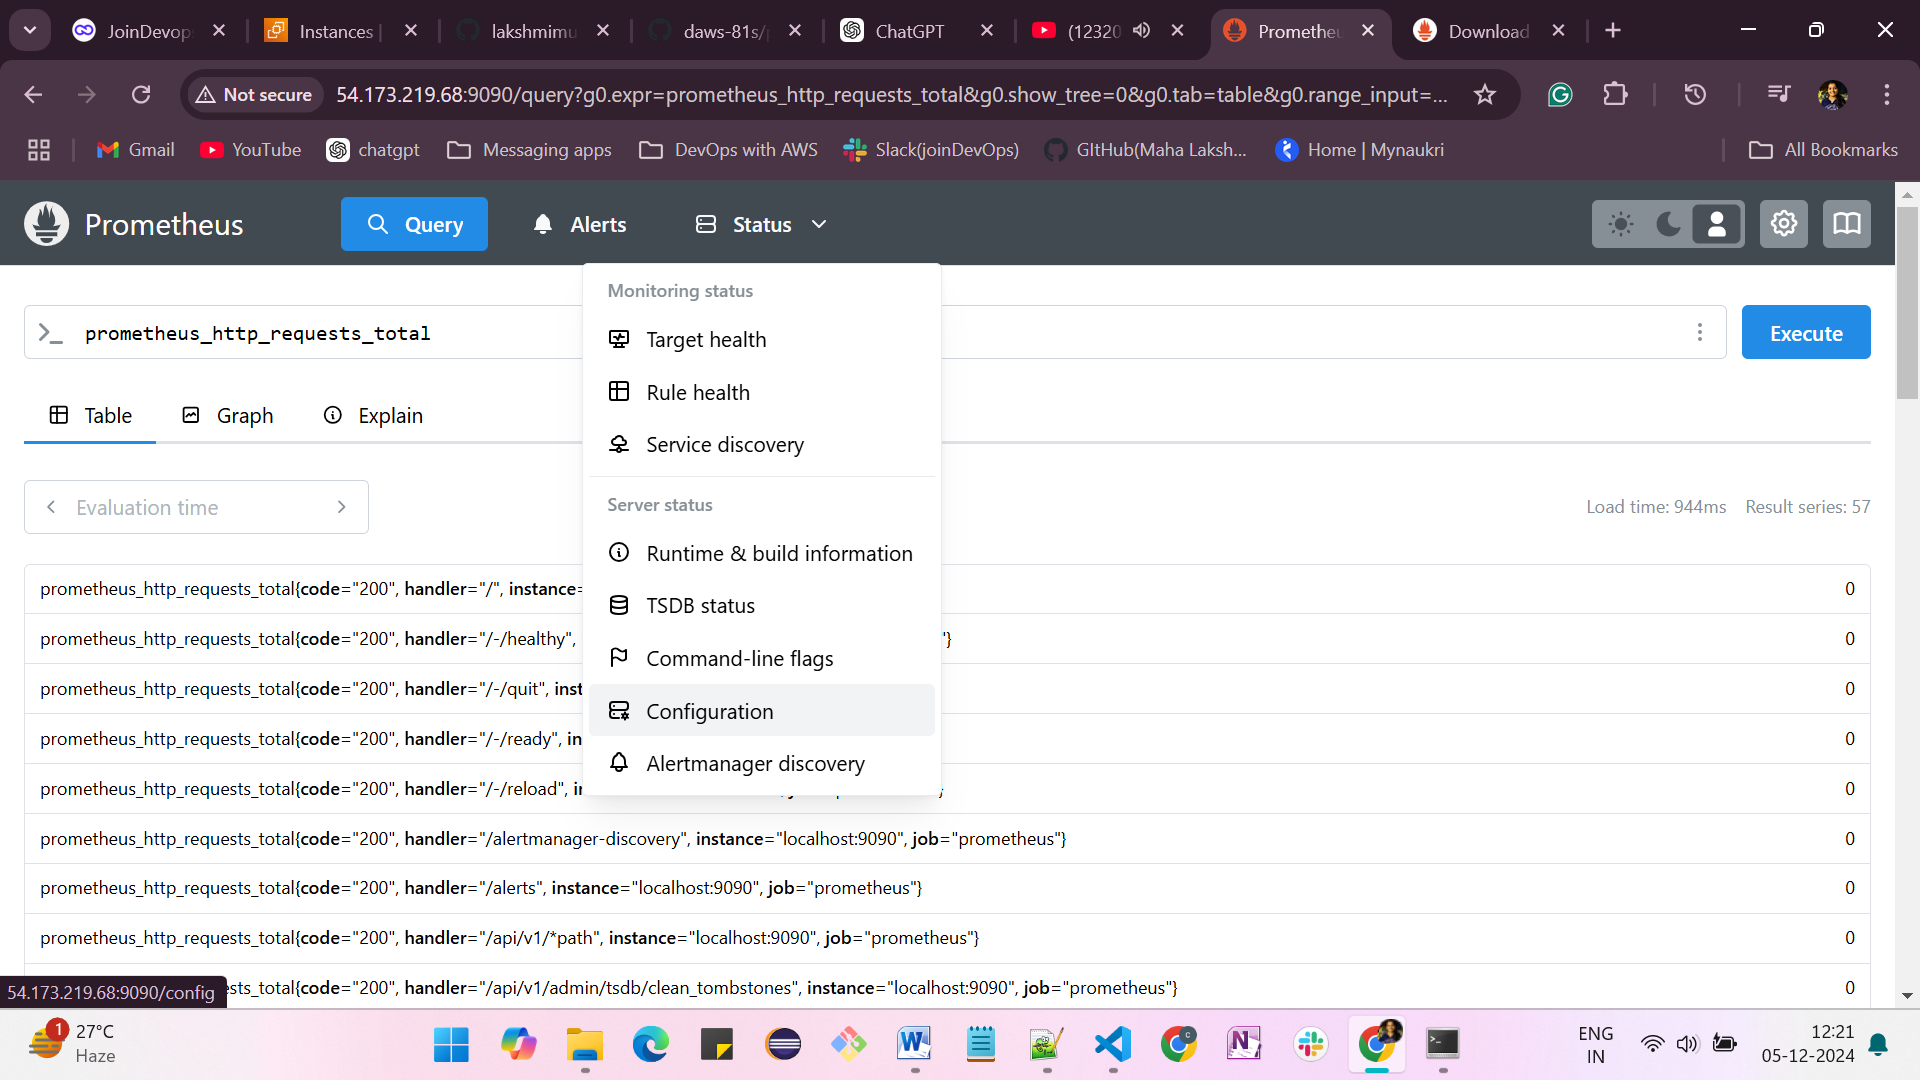 JoinDevop
Instances |
lakshmimu
daws-81s/p
ChatGPT
(12320
Prometheu
Download
Not secure
54.173.219.68:9090/query?g0.expr=prometheus_http_requests_total&g0.show_tree=0&g0.tab=table&g0.range_input=...
Gmail
YouTube
chatgpt
Messaging apps
DevOps with AWS
Slack(joinDevOps)
GItHub(Maha Laksh...
Home | Mynaukri
All Bookmarks
Prometheus
Query
Alerts
Status
Monitoring status
Target health
Rule health
Service discovery
Server status
Runtime & build information
TSDB status
Command-line flags
Configuration
Alertmanager discovery
>_ prometheus_http_requests_total
Execute
Table
Graph
Explain
Evaluation time
Load time: 944ms Result series: 57
prometheus_http_requests_total{code="200", handler="/", instance= 0
prometheus_http_requests_total{code="200", handler="/-/healthy", "} 0
prometheus_http_requests_total{code="200", handler="/-/quit", inst 0
prometheus_http_requests_total{code="200", handler="/-/ready", in 0
prometheus_http_requests_total{code="200", handler="/-/reload", in 0
prometheus_http_requests_total{code="200", handler="/alertmanager-discovery", instance="localhost:9090", job="prometheus"} 0
prometheus_http_requests_total{code="200", handler="/alerts", instance="localhost:9090", job="prometheus"} 0
prometheus_http_requests_total{code="200", handler="/api/v1/*path", instance="localhost:9090", job="prometheus"} 0
ests_total{code="200", handler="/api/v1/admin/tsdb/clean_tombstones", instance="localhost:9090", job="prometheus"} 0
54.173.219.68:9090/config
1
27°C
Haze
ENG
IN
12:21
05-12-2024